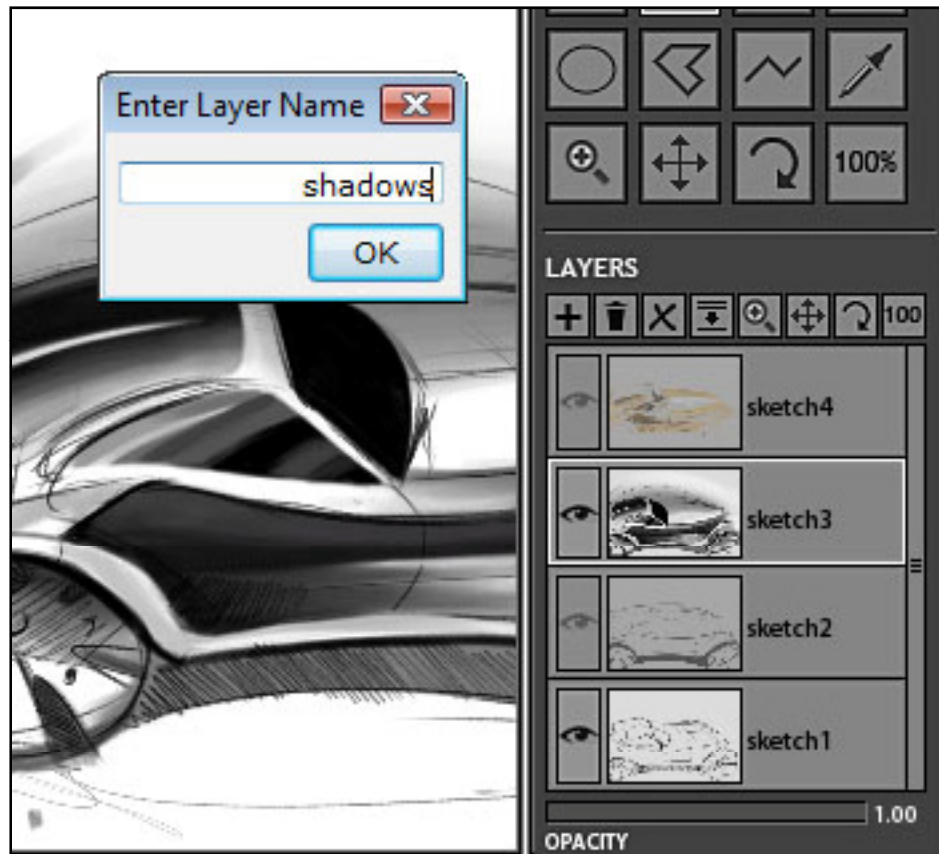 Enter Layer Name
shadows
OK
100%
LAYERS
100
sketch4
sketch3
sketch2
sketch1
1.00
OPACITY